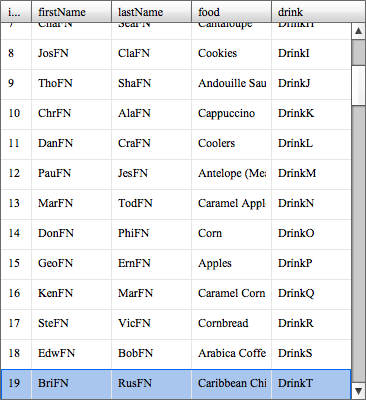 i... firstName lastName food drink
7 ChaFN SeaFN Cantaloupe DrinkH
8 JosFN ClaFN Cookies DrinkI
9 ThoFN ShaFN Andouille Sau DrinkJ
10 ChrFN AlaFN Cappuccino DrinkK
11 DanFN CraFN Coolers DrinkL
12 PauFN JesFN Antelope (Mea DrinkM
13 MarFN TodFN Caramel Appl DrinkN
14 DonFN PhiFN Corn DrinkO
15 GeoFN ErnFN Apples DrinkP
16 KenFN MarFN Caramel Corn DrinkQ
17 SteFN VicFN Cornbread DrinkR
18 EdwFN BobFN Arabica Coffe DrinkS
19 BriFN RusFN Caribbean Chi DrinkT